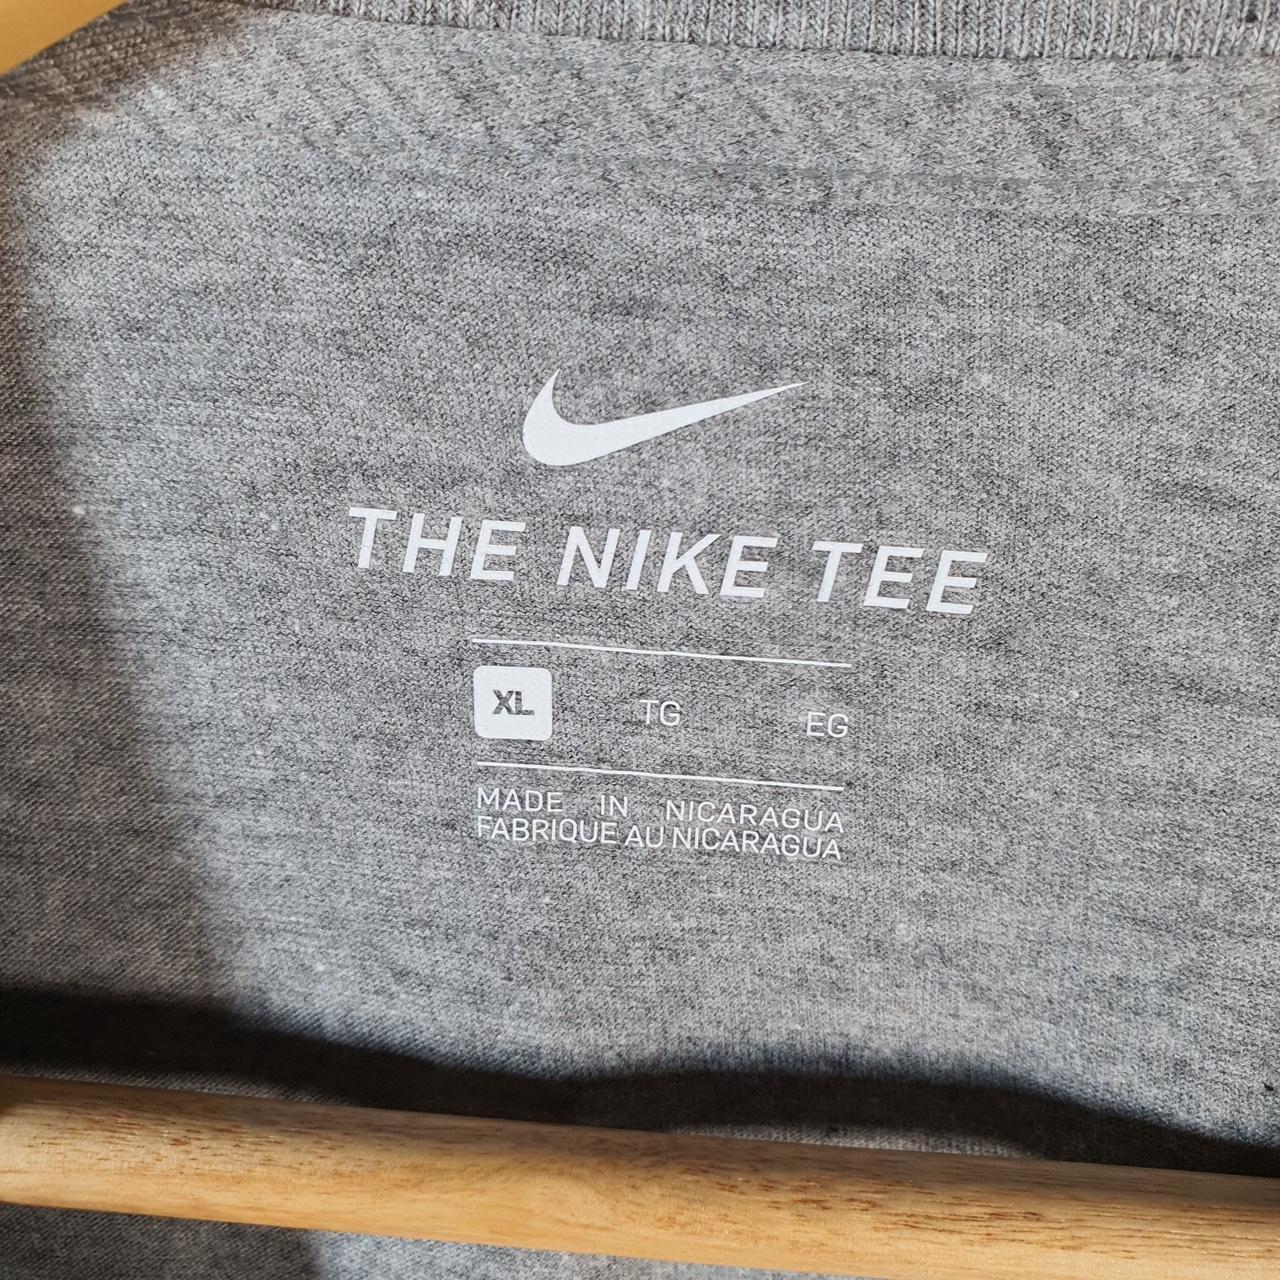 THE NIKE TEE
XL TG EG
MADE IN NICARAGUA
FABRIQUE AU NICARAGUA